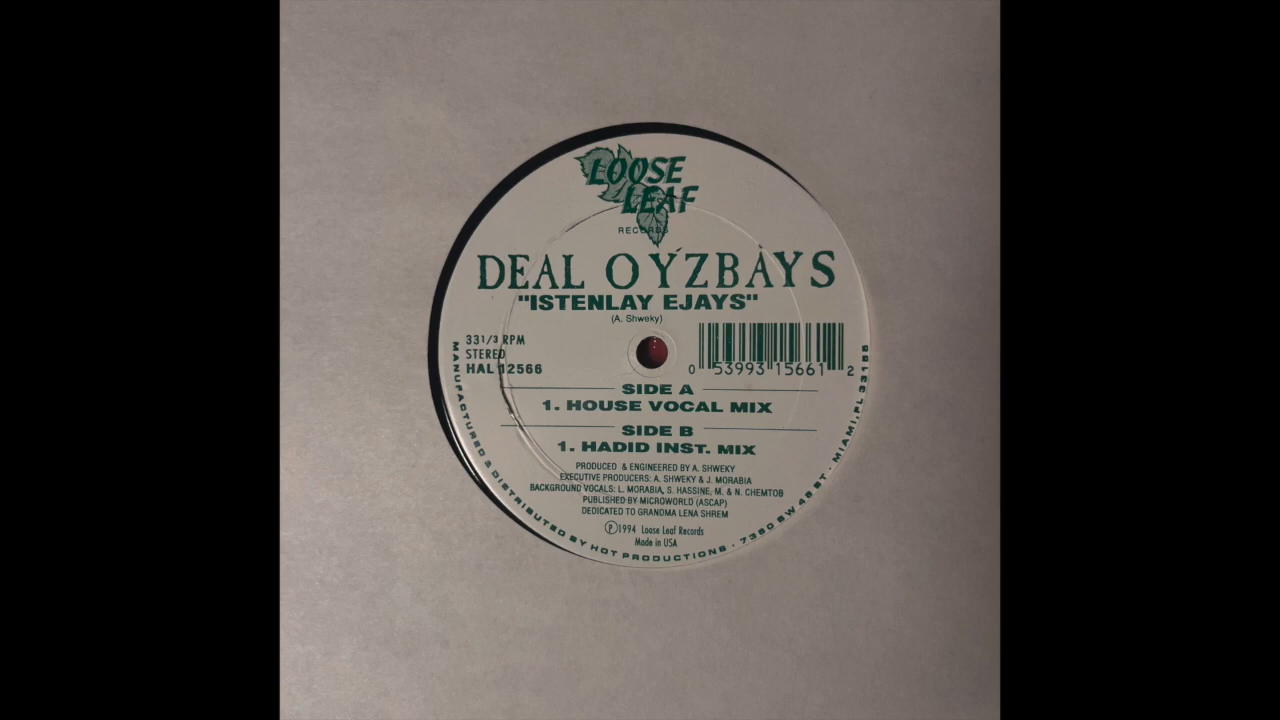 LOOSE
LEAF
RECORDS
DEAL OYZBAYS
"ISTENLAY EJAYS"
(A. Shweky)
33 1/3 RPM
STEREO
HAL 12566
0 53993 15661 2
SIDE A
1. HOUSE VOCAL MIX
SIDE B
1. HADID INST. MIX
PRODUCED & ENGINEERED BY A. SHWEKY
EXECUTIVE PRODUCERS: A. SHWEKY & J. MORABIA
BACKGROUND VOCALS: L. MORABIA, S. HASSINE, M. & N. CHEMTOB
PUBLISHED BY MICROWORLD (ASCAP)
DEDICATED TO GRANDMA LENA SHREM
Ⓟ1994 Loose Leaf Records
Made in USA
MANUFACTURED & DISTRIBUTED BY HOT PRODUCTIONS · 7350 SW 48 ST · MIAMI, FL 33155